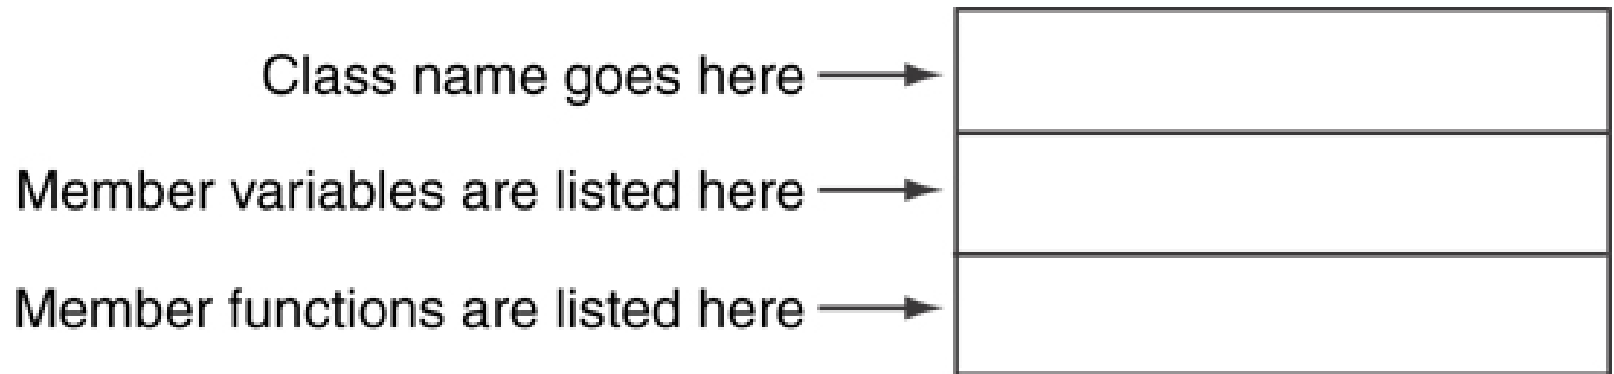 Class name goes here
Member variables are listed here
Member functions are listed here